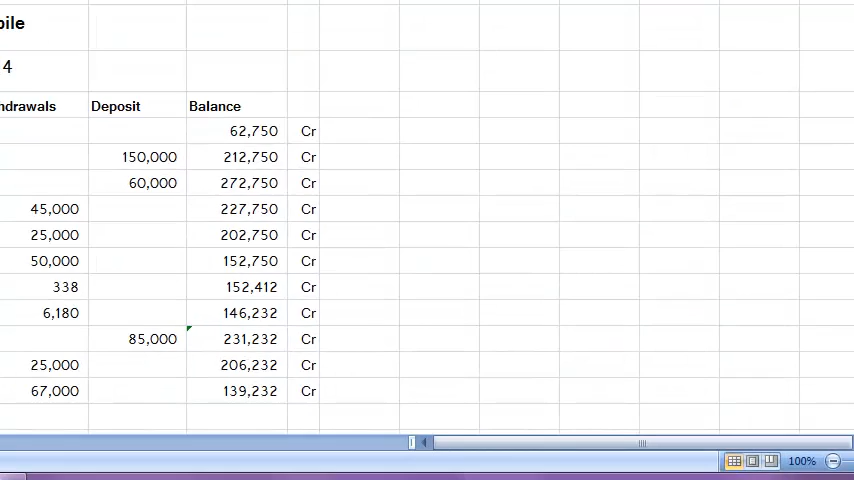 4
Deposit Balance
62,750 Cr
150,000 212,750 Cr
60,000 272,750 Cr
45,000 227,750 Cr
25,000 202,750 Cr
50,000 152,750 Cr
338 152,412 Cr
6,180 146,232 Cr
85,000 231,232 Cr
25,000 206,232 Cr
67,000 139,232 Cr
100%